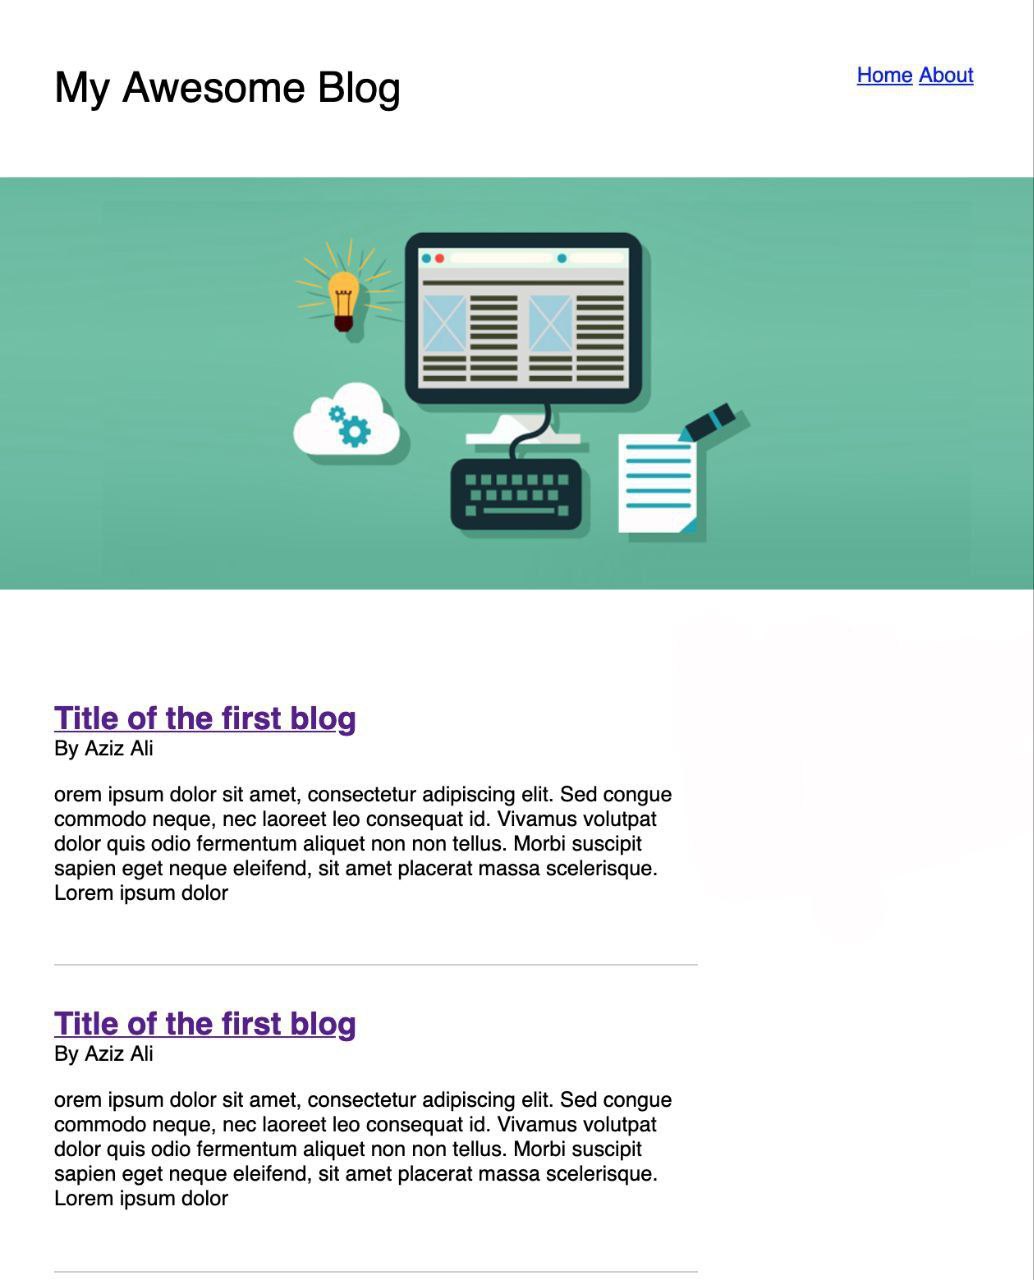 My Awesome Blog
Home About
Title of the first blog
By Aziz Ali
orem ipsum dolor sit amet, consectetur adipiscing elit. Sed congue
commodo neque, nec laoreet leo consequat id. Vivamus volutpat
dolor quis odio fermentum aliquet non non tellus. Morbi suscipit
sapien eget neque eleifend, sit amet placerat massa scelerisque.
Lorem ipsum dolor
Title of the first blog
By Aziz Ali
orem ipsum dolor sit amet, consectetur adipiscing elit. Sed congue
commodo neque, nec laoreet leo consequat id. Vivamus volutpat
dolor quis odio fermentum aliquet non non tellus. Morbi suscipit
sapien eget neque eleifend, sit amet placerat massa scelerisque.
Lorem ipsum dolor